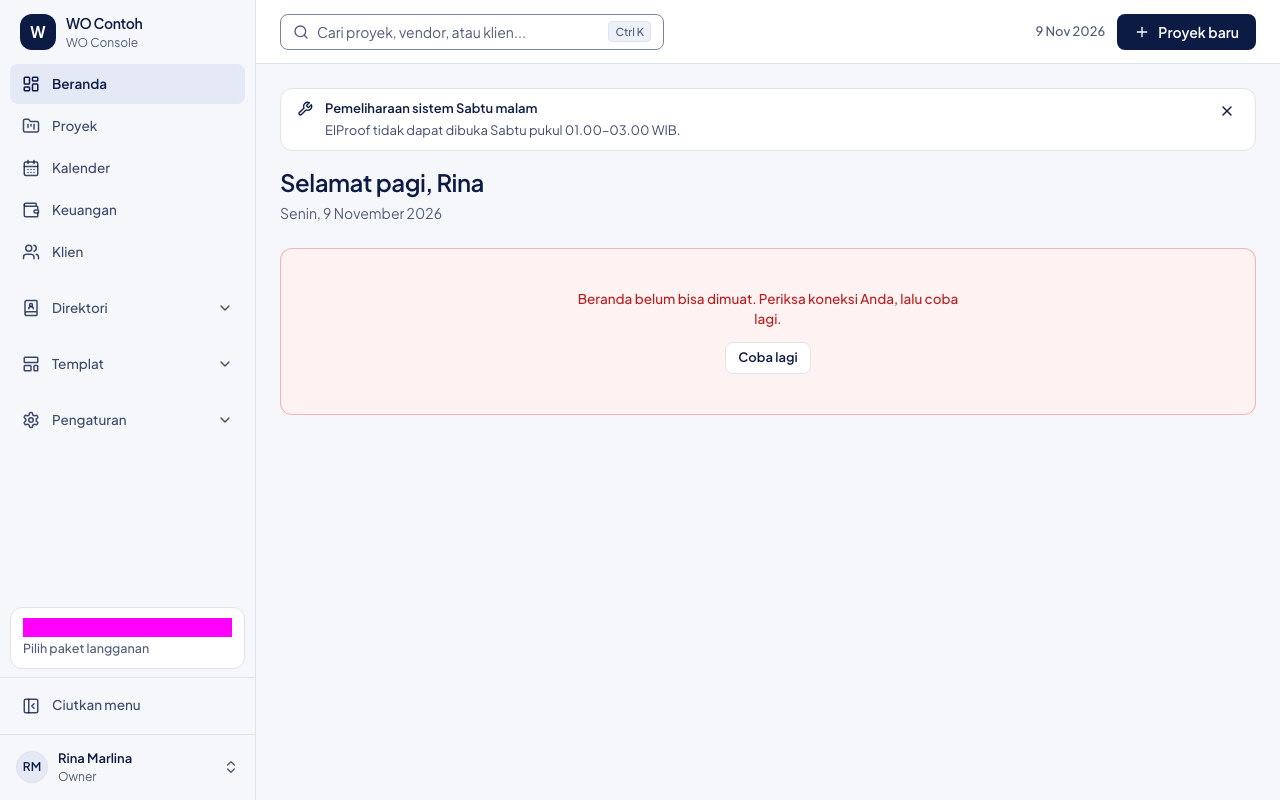 W
WO Contoh
WO Console
Beranda
Proyek
Kalender
Keuangan
Klien
Direktori
Templat
Pengaturan
Pilih paket langganan
Ciutkan menu
RM
Rina Marlina
Owner
Cari proyek, vendor, atau klien...
Ctrl K
9 Nov 2026
Proyek baru
Pemeliharaan sistem Sabtu malam
ElProof tidak dapat dibuka Sabtu pukul 01.00–03.00 WIB.
Selamat pagi, Rina
Senin, 9 November 2026
Beranda belum bisa dimuat. Periksa koneksi Anda, lalu coba
lagi.
Coba lagi